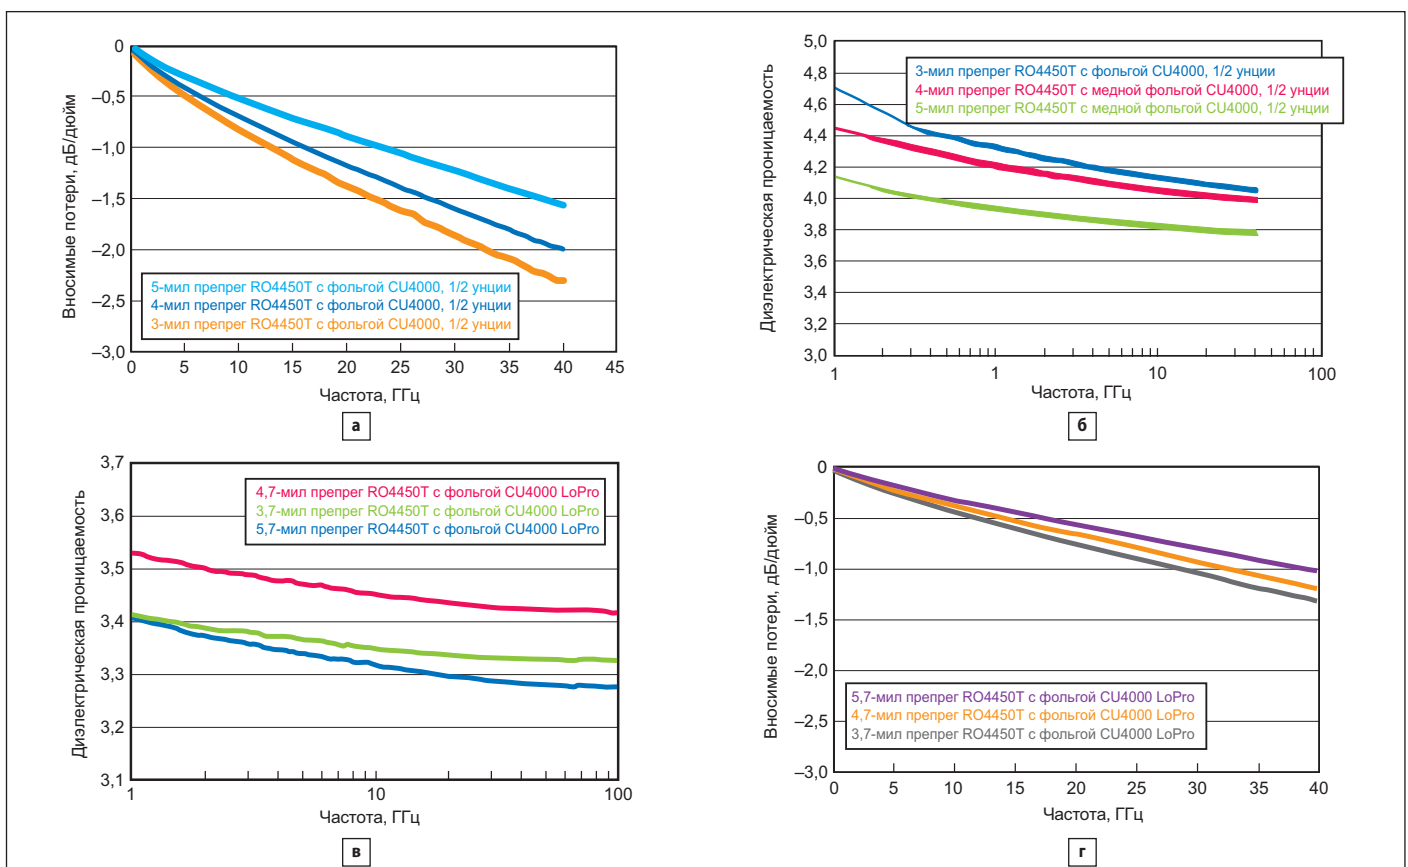 0
–0,5
–1,0
–1,5
–2,0
–2,5
–3,0
Вносимые потери, дБ/дюйм
5-мил препрег RO4450T с фольгой CU4000, 1/2 унции
4-мил препрег RO4450T с фольгой CU4000, 1/2 унции
3-мил препрег RO4450T с фольгой CU4000, 1/2 унции
0 5 10 15 20 25 30 35 40 45
Частота, ГГц
а
5,0
4,8
4,6
4,4
4,2
4,0
3,8
3,6
3,4
3,2
3,0
Диэлектрическая проницаемость
3-мил препрег RO4450T с фольгой CU4000, 1/2 унции
4-мил препрег RO4450T с медной фольгой CU4000, 1/2 унции
5-мил препрег RO4450T с медной фольгой CU4000, 1/2 унции
1 1 10 100
Частота, ГГц
б
3,7
3,6
3,5
3,4
3,3
3,2
3,1
Диэлектрическая проницаемость
4,7-мил препрег RO4450T с фольгой CU4000 LoPro
3,7-мил препрег RO4450T с фольгой CU4000 LoPro
5,7-мил препрег RO4450T с фольгой CU4000 LoPro
1 10 100
Частота, ГГц
в
0
–0,5
–1,0
–1,5
–2,0
–2,5
–3,0
Вносимые потери, дБ/дюйм
5,7-мил препрег RO4450T с фольгой CU4000 LoPro
4,7-мил препрег RO4450T с фольгой CU4000 LoPro
3,7-мил препрег RO4450T с фольгой CU4000 LoPro
0 5 10 15 20 25 30 35 40
Частота, ГГц
г